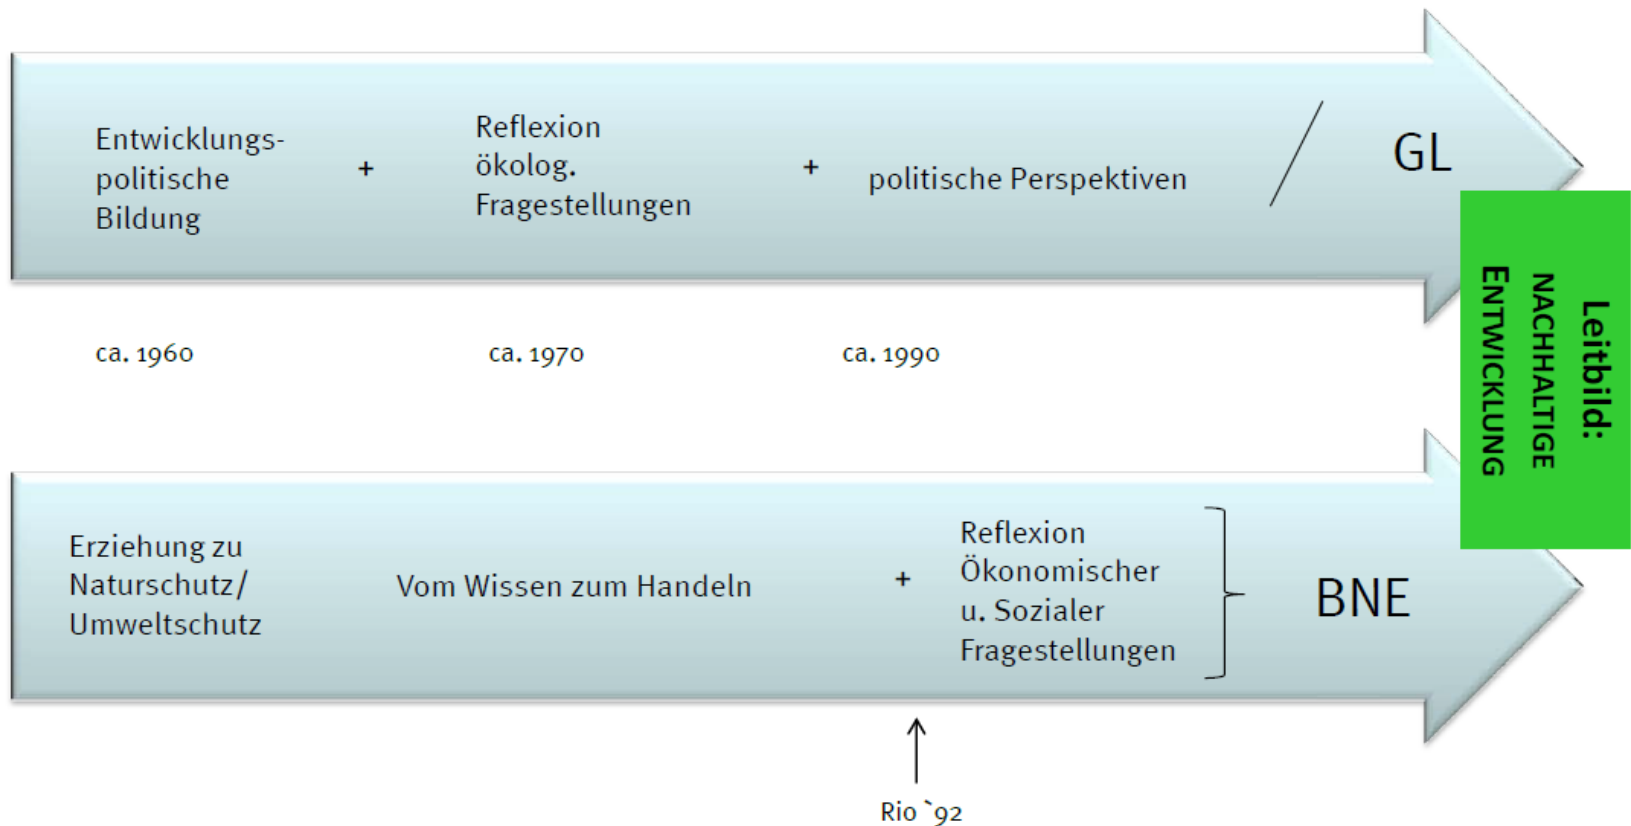 Entwicklungs-
politische
Bildung
+
Reflexion
ökolog.
Fragestellungen
+
politische Perspektiven
/
GL
Leitbild:
NACHHALTIGE
ENTWICKLUNG
ca. 1960
ca. 1970
ca. 1990
Erziehung zu
Naturschutz/
Umweltschutz
Vom Wissen zum Handeln
+
Reflexion
Ökonomischer
u. Sozialer
Fragestellungen
BNE
Rio `92